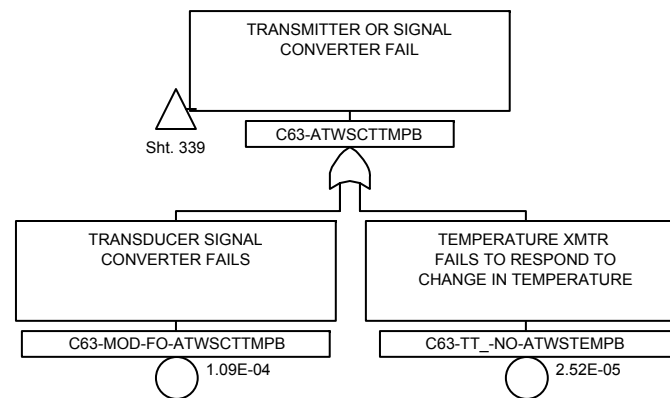 TRANSMITTER OR SIGNAL
CONVERTER FAIL
Sht. 339
C63-ATWSCTTMPB
TRANSDUCER SIGNAL
CONVERTER FAILS
C63-MOD-FO-ATWSCTTMPB
1.09E-04
TEMPERATURE XMTR
FAILS TO RESPOND TO
CHANGE IN TEMPERATURE
C63-TT_-NO-ATWSTEMPB
2.52E-05